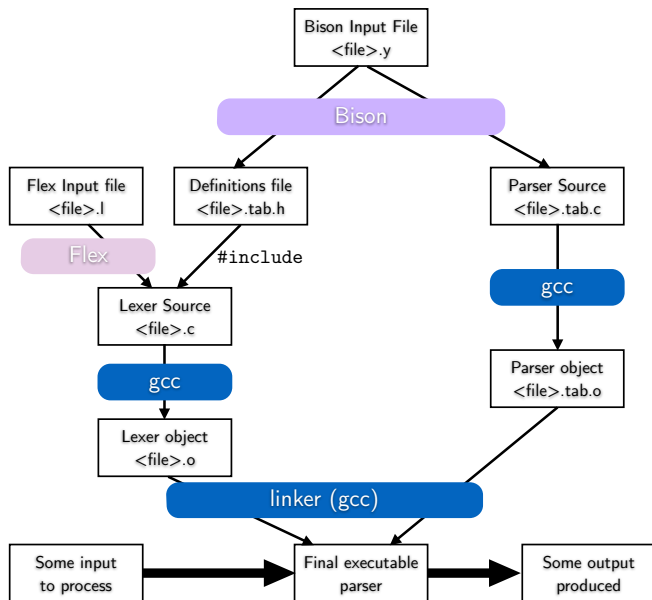 Bison Input File
<file>.y
Bison
Flex Input file
<file>.l
Definitions file
<file>.tab.h
Parser Source
<file>.tab.c
Flex
#include
gcc
Lexer Source
<file>.c
gcc
Parser object
<file>.tab.o
Lexer object
<file>.o
linker (gcc)
Some input
to process
Final executable
parser
Some output
produced